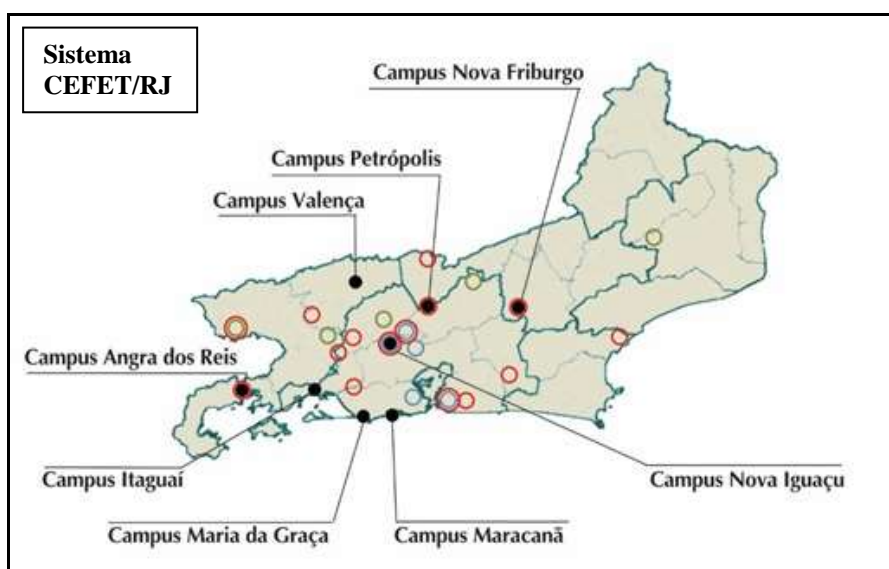 Sistema
CEFET/RJ
Campus Nova Friburgo
Campus Petrópolis
Campus Valença
Campus Angra dos Reis
Campus Itaguaí
Campus Nova Iguaçu
Campus Maria da Graça
Campus Maracanã